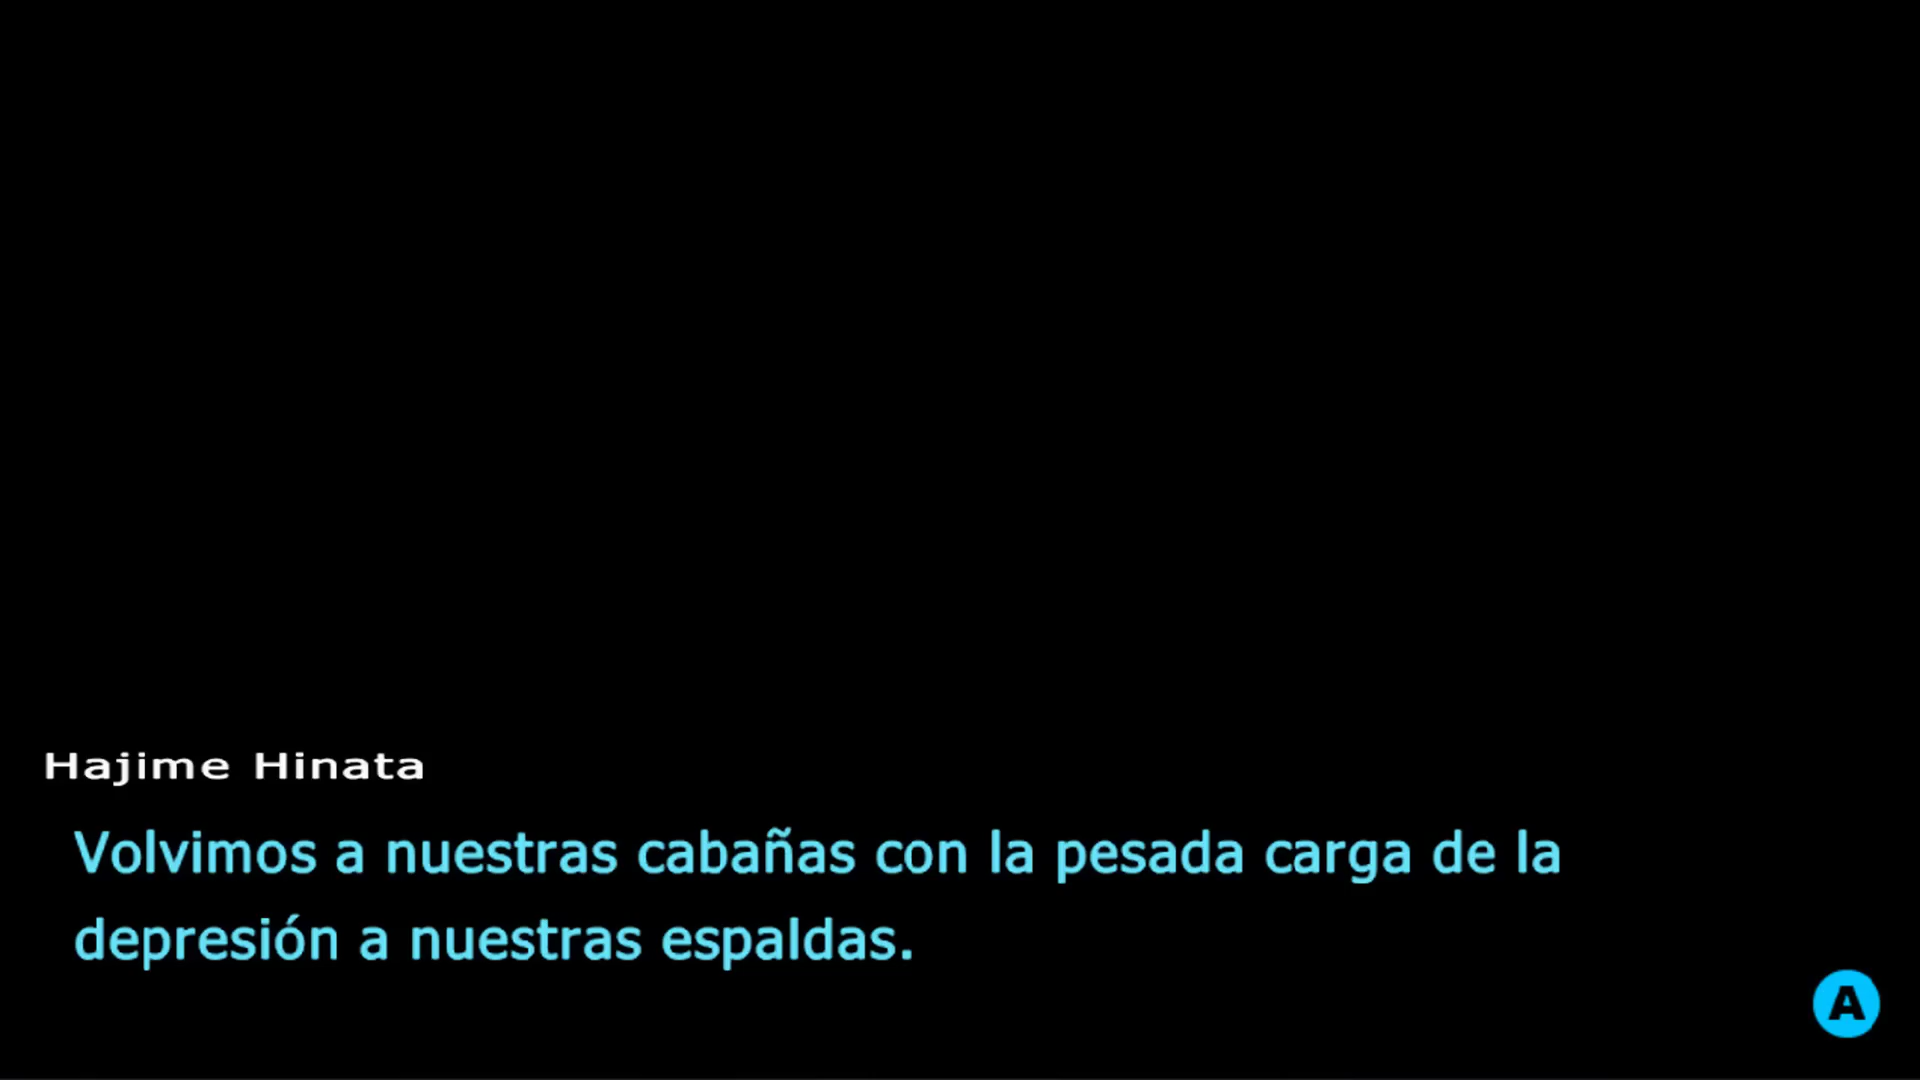 Hajime Hinata
Volvimos a nuestras cabañas con la pesada carga de la
depresión a nuestras espaldas.
A